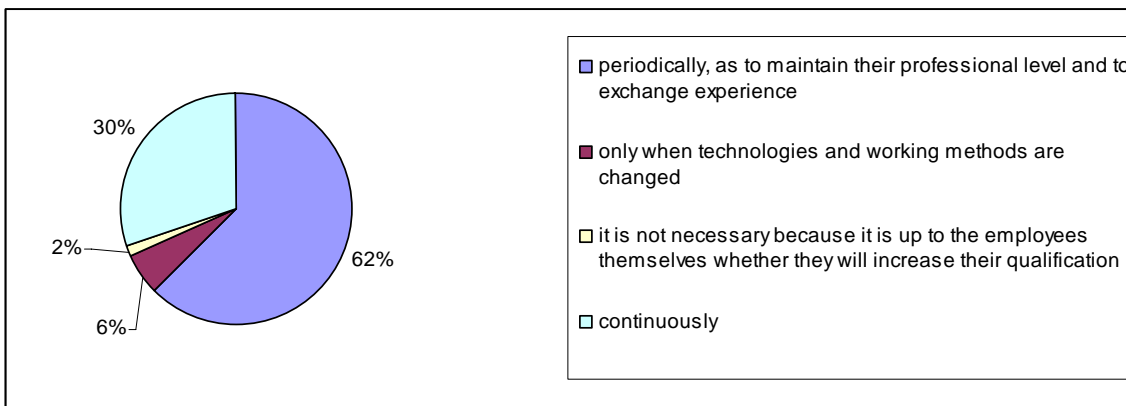 30%
2%
6%
62%
periodically, as to maintain their professional level and to
exchange experience
only when technologies and working methods are
changed
it is not necessary because it is up to the employees
themselves whether they will increase their qualification
continuously